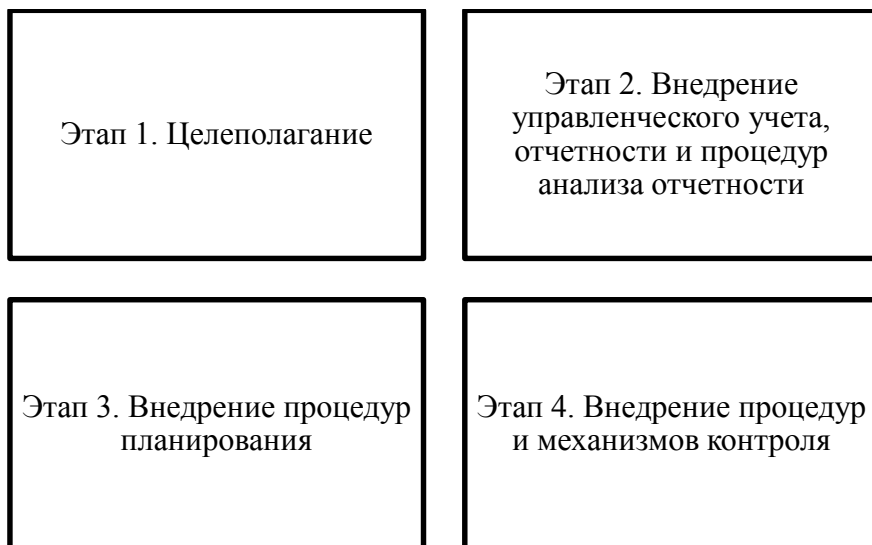 Этап 1. Целеполагание
Этап 2. Внедрение
управленческого учета,
отчетности и процедур
анализа отчетности
Этап 3. Внедрение процедур
планирования
Этап 4. Внедрение процедур
и механизмов контроля